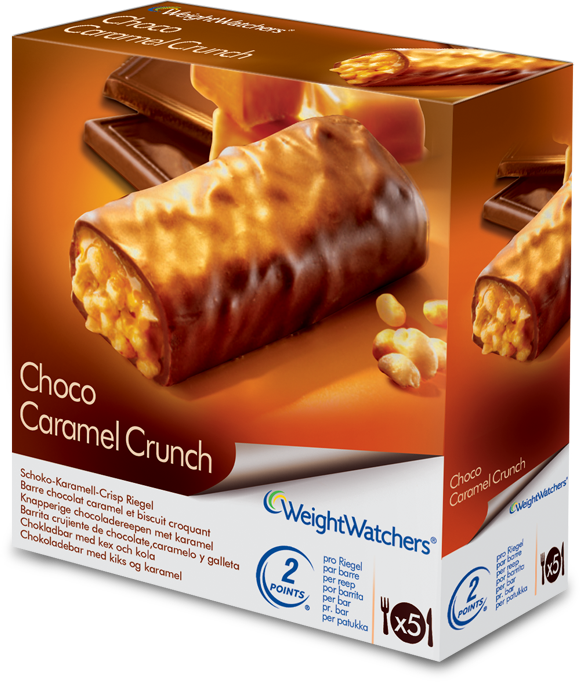 WeightWatchers®
Choco
Caramel Crunch
Choco
Caramel Crunch
Schoko-Karamell-Crisp Riegel
Barre chocolat caramel et biscuit croquant
Knapperige chocoladereepen met karamel
Barrita crujiente de chocolate,caramelo y galleta
Chokladbar med kex och kola
Chokoladebar med kiks og karamel
WeightWatchers®
2
POINTS®
pro Riegel
par barre
per reep
por barrita
per bar
pr. bar
per patukka
x5
Choco
Caramel Crunch
WeightWatchers®
2
POINTS®
pro Riegel
par barre
per reep
por barrita
per bar
pr. bar
per patukka
x5